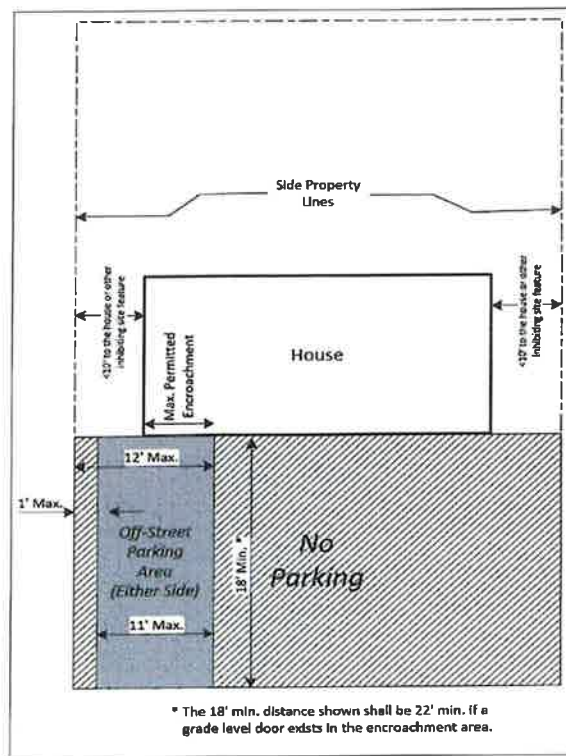 Side Property
Lines
<10' to the house or other
inhibiting site feature
<10' to the house or other
inhibiting site feature
House
Max. Permitted
Encroachment
12' Max.
1' Max.
Off-Street
Parking
Area
(Either Side)
18' Min. *
No
Parking
11' Max.
* The 18' min. distance shown shall be 22' min. if a
grade level door exists in the encroachment area.